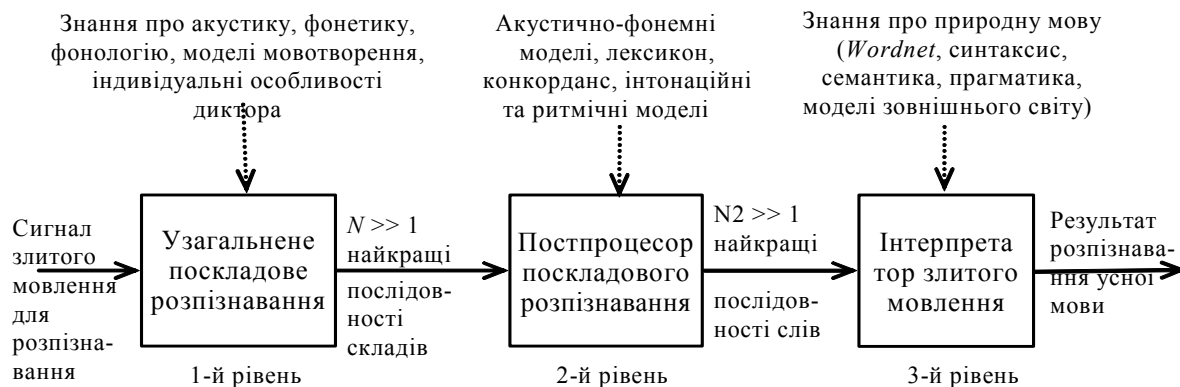 Знання про акустику, фонетику,
фонологію, моделі мовотворення,
індивідуальні особливості
диктора
Акустично-фонемні
моделі, лексикон,
конкорданс, інтонаційні
та ритмічні моделі
Знання про природну мову
(Wordnet, синтаксис,
семантика, прагматика,
моделі зовнішнього світу)
Сигнал
злитого
мовлення
для
розпізна-
вання
Узагальнене
поскладове
розпізнавання
1-й рівень
N >> 1
найкращі
послідов-
ності
складів
Постпроцесор
поскладового
розпізнавання
2-й рівень
N2 >> 1
найкращі
послідов-
ності слів
Інтерпрета
тор злитого
мовлення
3-й рівень
Результат
розпізнава-
ння усної
мови